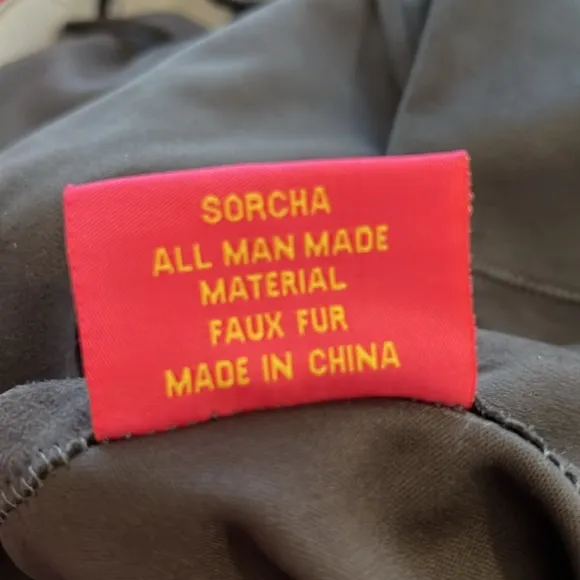 SORCHA
ALL MAN MADE
MATERIAL
FAUX FUR
MADE IN CHINA